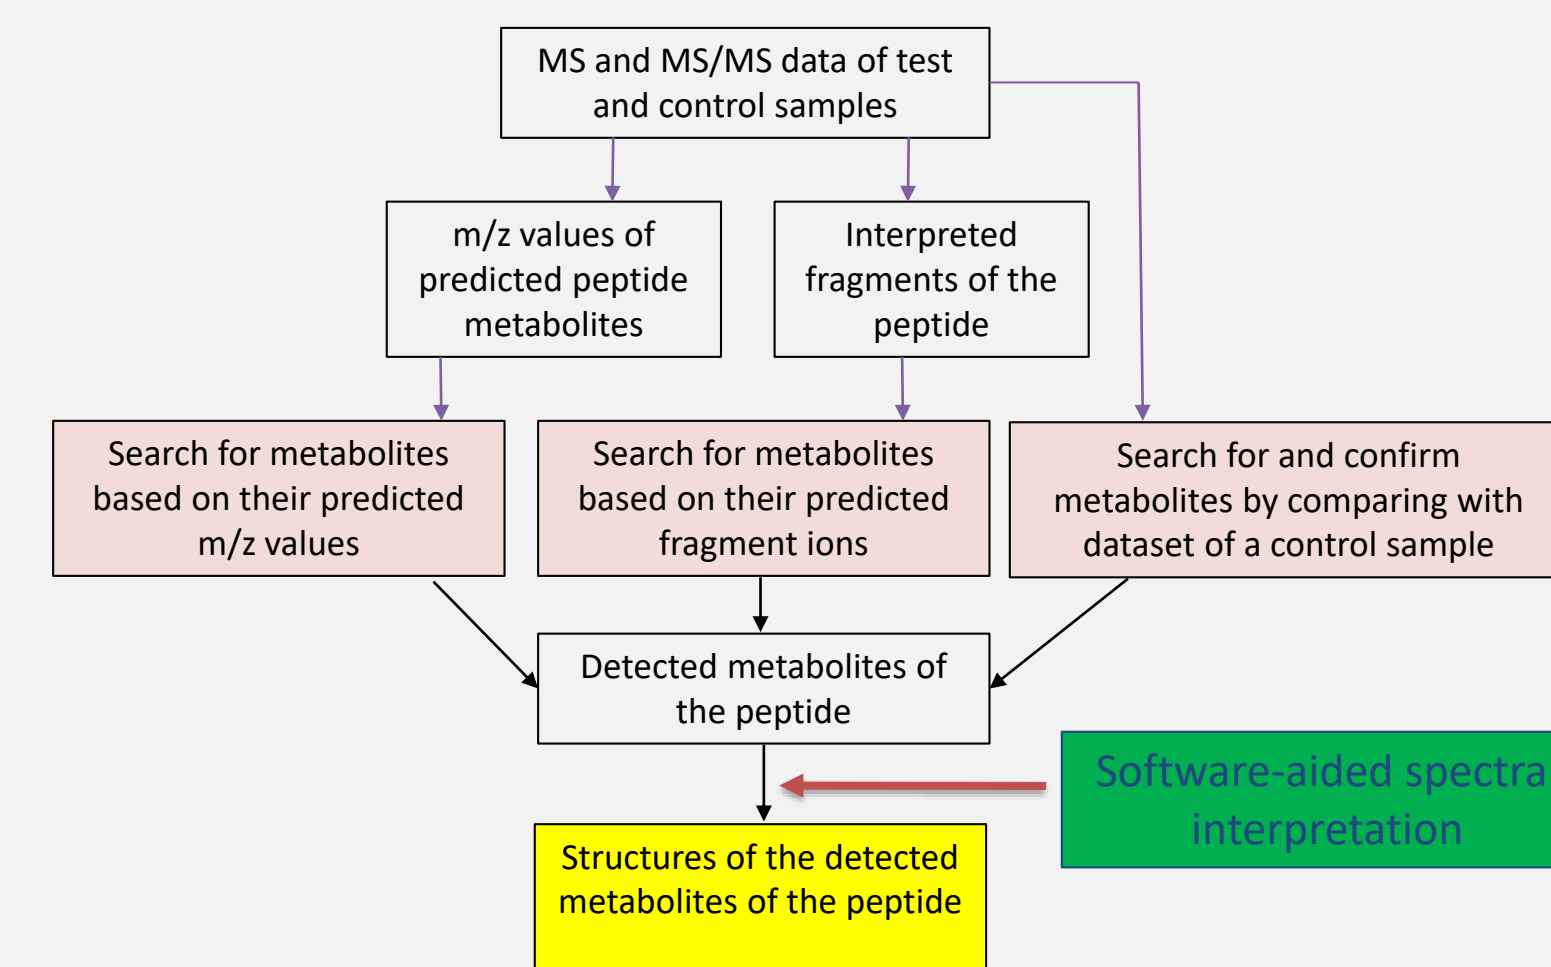 MS and MS/MS data of test
and control samples
m/z values of
predicted peptide
metabolites
Interpreted
fragments of the
peptide
Search for metabolites
based on their predicted
m/z values
Search for metabolites
based on their predicted
fragment ions
Search for and confirm
metabolites by comparing with
dataset of a control sample
Detected metabolites of
the peptide
Software-aided spectra
interpretation
Structures of the detected
metabolites of the peptide